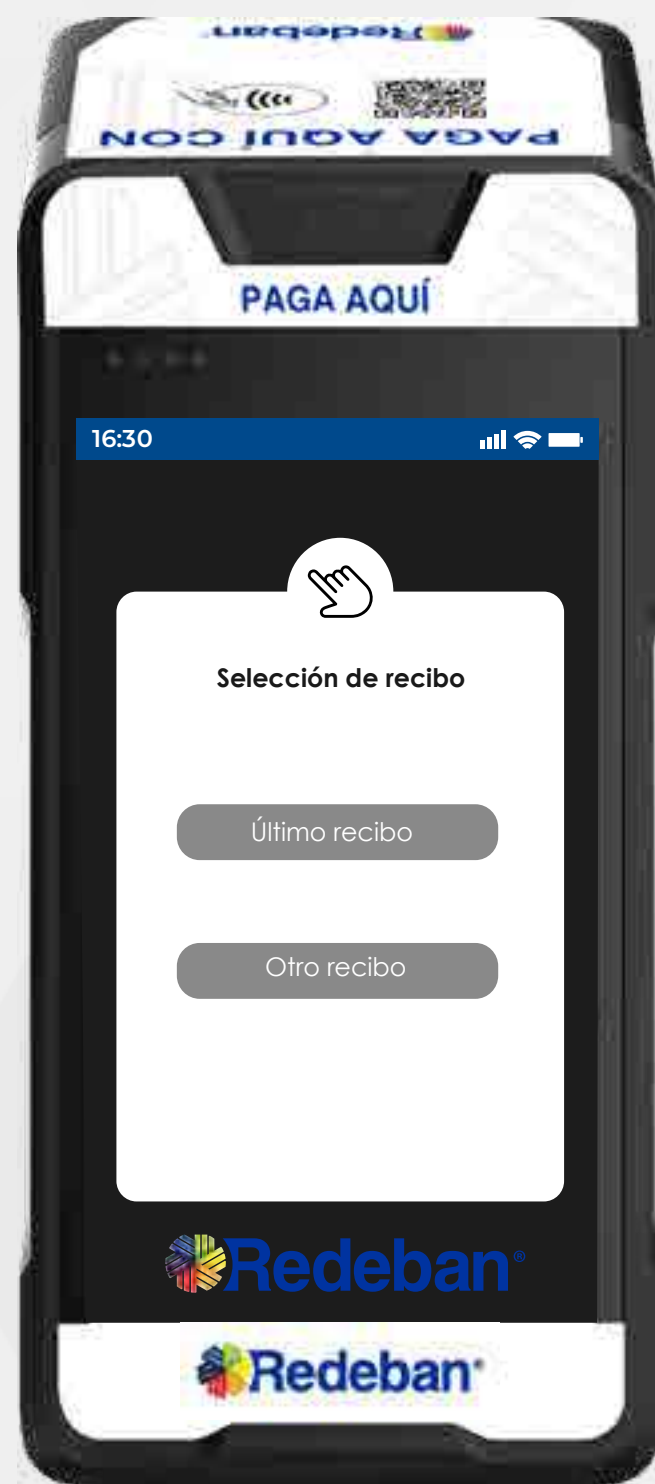 Redeban
PAGA AQUÍ CON
PAGA AQUÍ
16:30
Selección de recibo
Último recibo
Otro recibo
Redeban®
Redeban